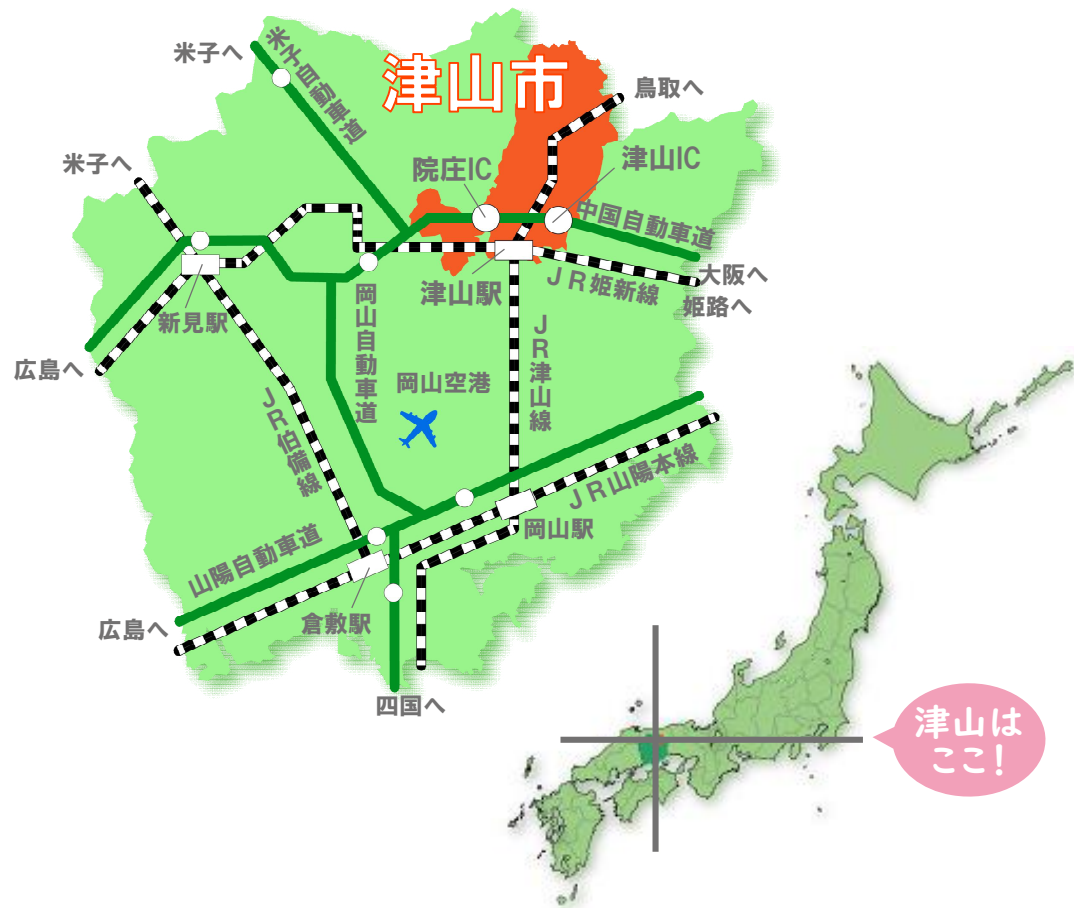 米子へ
米子自動車道
津山市
鳥取へ
米子へ
院庄IC
津山IC
中国自動車道
大阪へ
姫路へ
JR姫新線
津山駅
新見駅
広島へ
岡山自動車道
岡山空港
JR津山線
JR伯備線
JR山陽本線
岡山駅
山陽自動車道
倉敷駅
広島へ
四国へ
津山は
ここ!